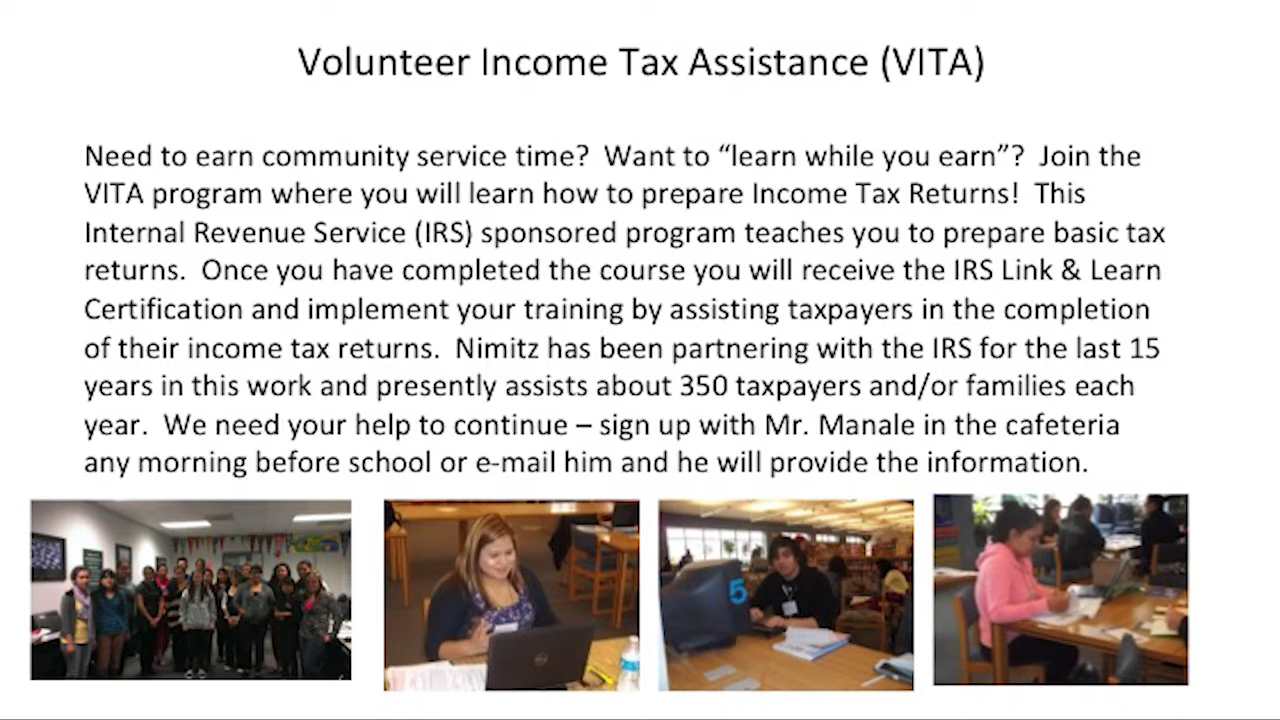 Volunteer Income Tax Assistance (VITA)
Need to earn community service time?  Want to “learn while you earn”?  Join the
VITA program where you will learn how to prepare Income Tax Returns!  This
Internal Revenue Service (IRS) sponsored program teaches you to prepare basic tax
returns.  Once you have completed the course you will receive the IRS Link & Learn
Certification and implement your training by assisting taxpayers in the completion
of their income tax returns.  Nimitz has been partnering with the IRS for the last 15
years in this work and presently assists about 350 taxpayers and/or families each
year.  We need your help to continue – sign up with Mr. Manale in the cafeteria
any morning before school or e-mail him and he will provide the information.
5